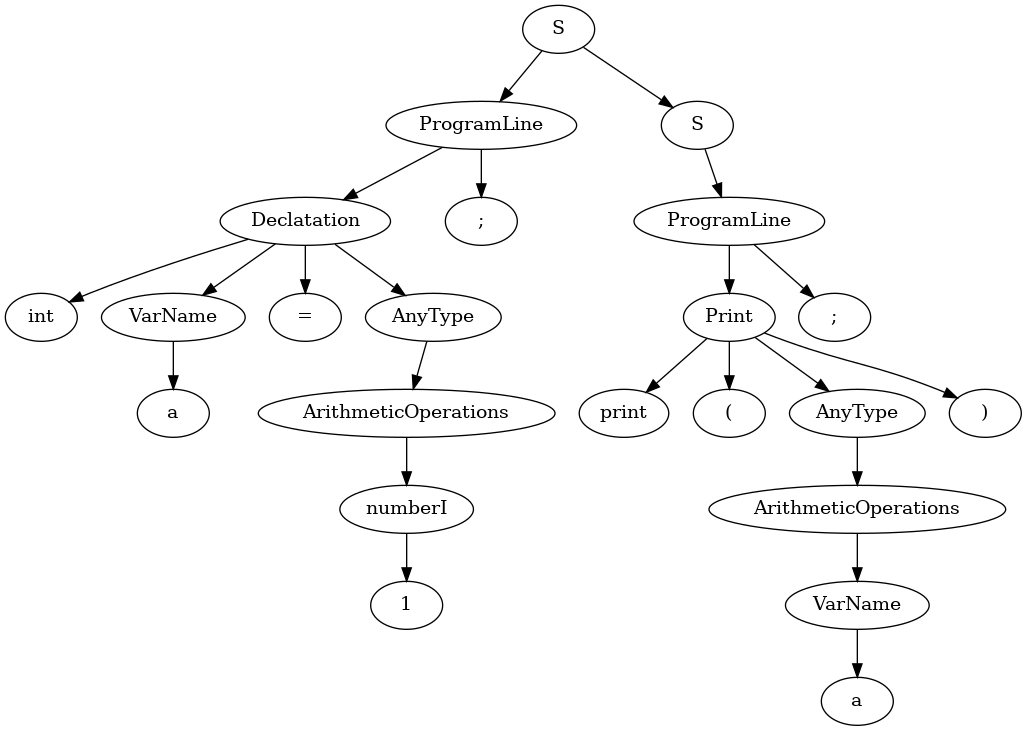 S
ProgramLine S
Declatation ; ProgramLine
int VarName = AnyType Print ;
a ArithmeticOperations print ( AnyType )
numberI ArithmeticOperations
1 VarName
a